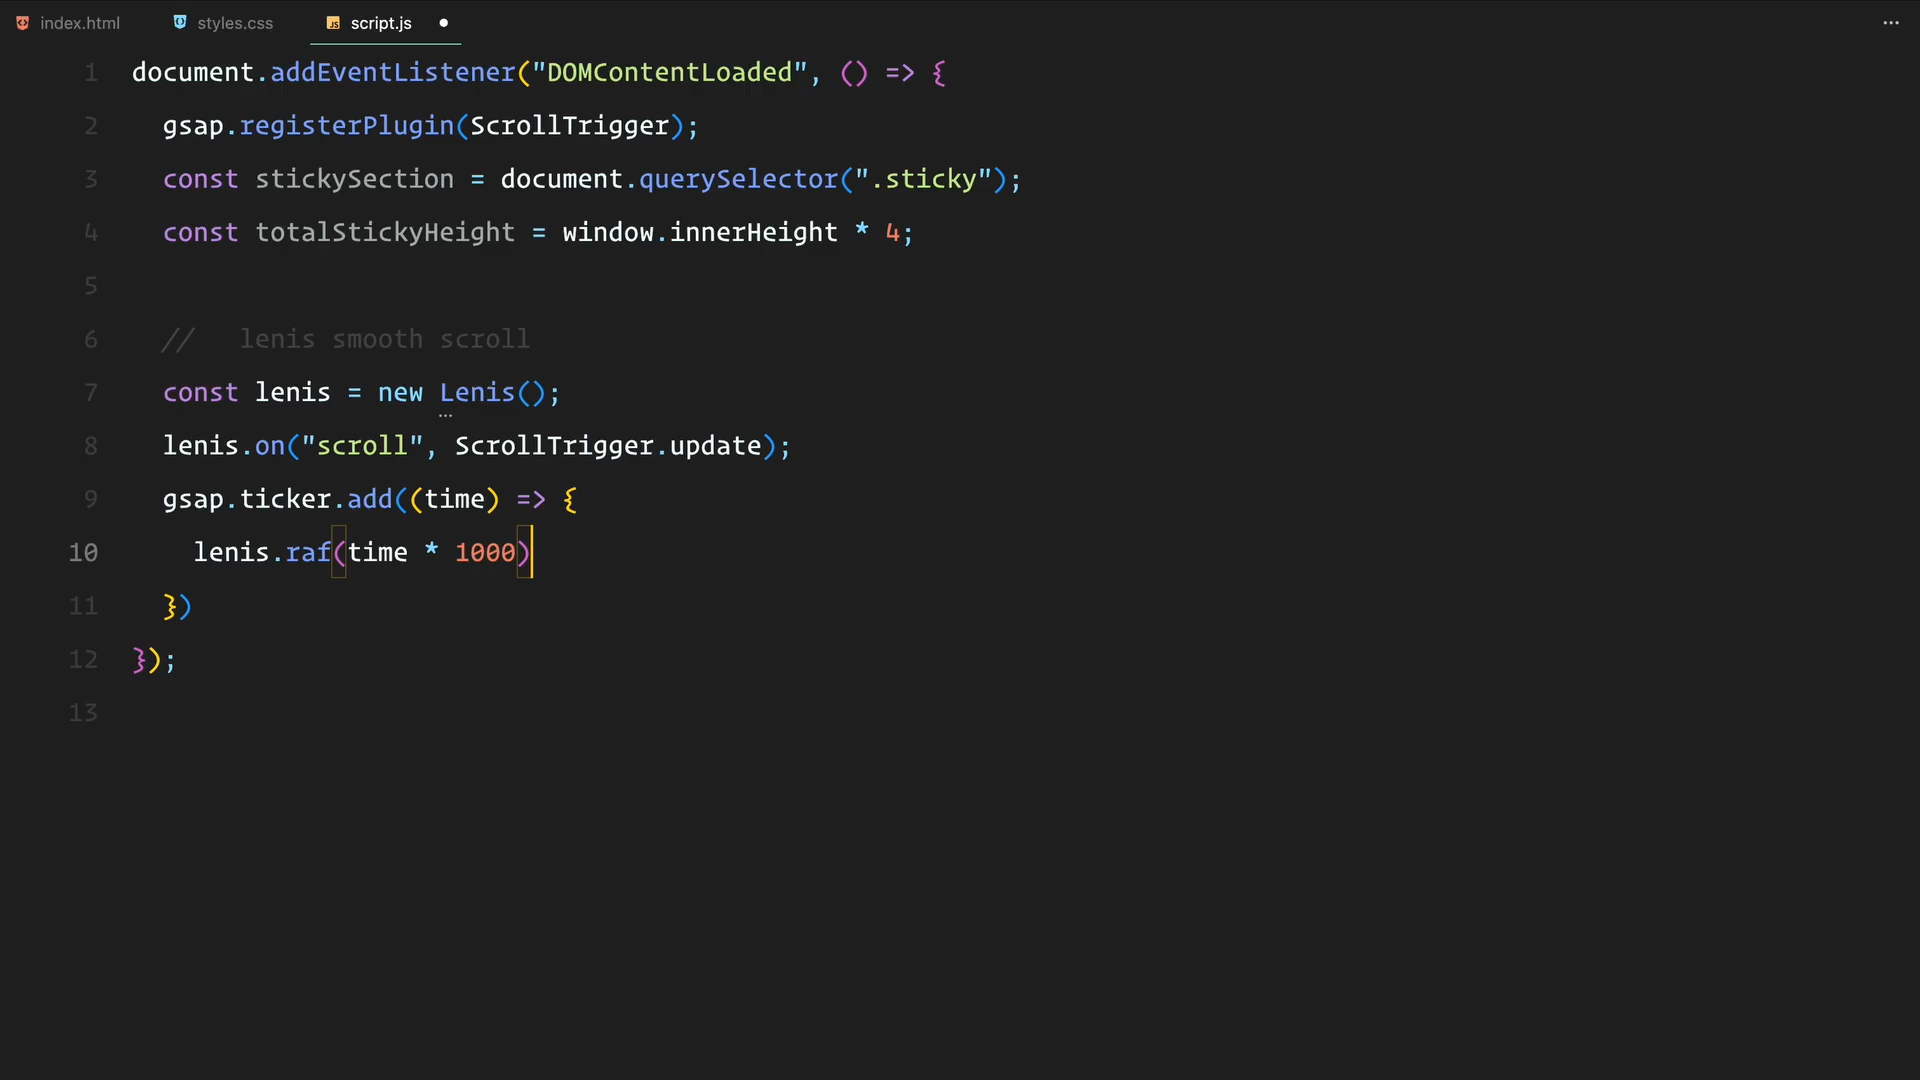 index.html styles.css script.js
1 document.addEventListener("DOMContentLoaded", () => {
2 gsap.registerPlugin(ScrollTrigger);
3 const stickySection = document.querySelector(".sticky");
4 const totalStickyHeight = window.innerHeight * 4;
5
6 //   lenis smooth scroll
7 const lenis = new Lenis();
8 lenis.on("scroll", ScrollTrigger.update);
9 gsap.ticker.add((time) => {
10 lenis.raf(time * 1000)
11 })
12 });
13